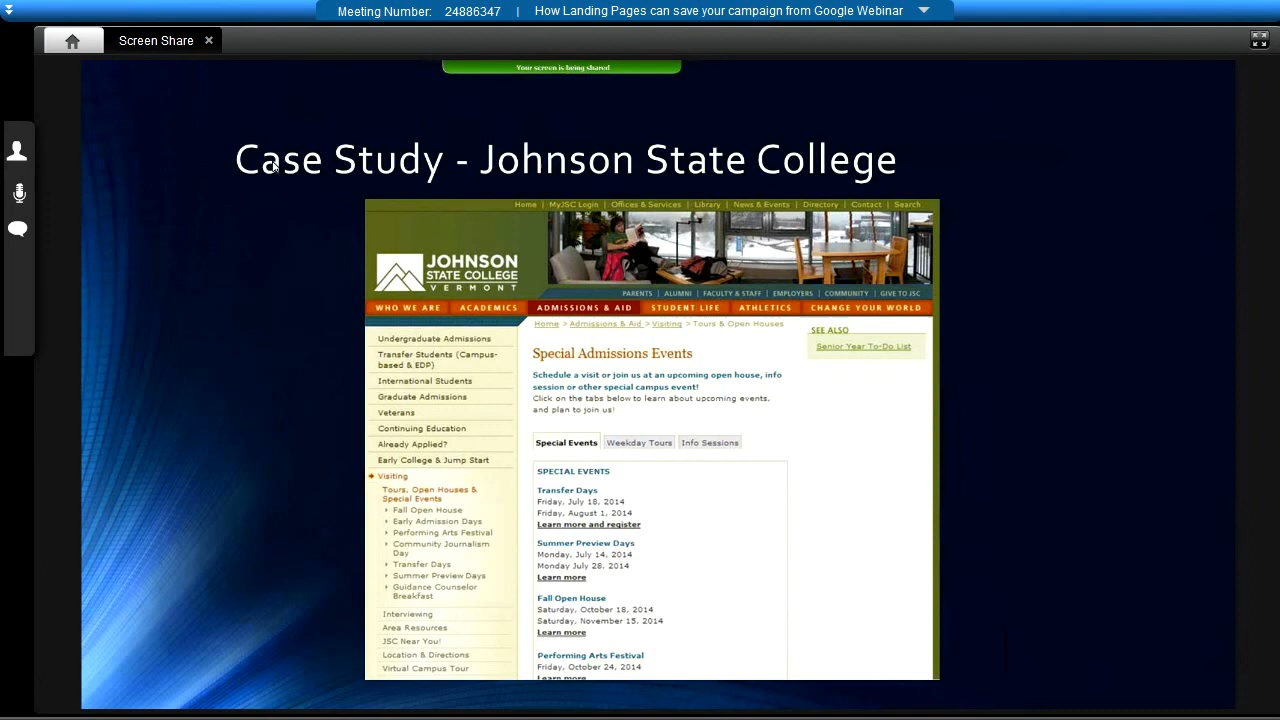 Meeting Number: 24886347 | How Landing Pages can save your campaign from Google Webinar
Screen Share
Your screen is being shared
Case Study - Johnson State College
Home | MyJSC Login | Offices & Services | Library | News & Events | Directory | Contact | Search
JOHNSON
STATE COLLEGE
VERMONT
PARENTS | ALUMNI | FACULTY & STAFF | EMPLOYERS | COMMUNITY | GIVE TO JSC
WHO WE ARE ACADEMICS ADMISSIONS & AID STUDENT LIFE ATHLETICS CHANGE YOUR WORLD
Undergraduate Admissions
Transfer Students (Campus-
based & EDP)
International Students
Graduate Admissions
Veterans
Continuing Education
Already Applied?
Early College & Jump Start
Visiting
Tours, Open Houses &
Special Events
Fall Open House
Early Admission Days
Performing Arts Festival
Community Journalism
Day
Transfer Days
Summer Preview Days
Guidance Counselor
Breakfast
Interviewing
Area Resources
JSC Near You!
Location & Directions
Virtual Campus Tour
Home > Admissions & Aid > Visiting > Tours & Open Houses
Special Admissions Events
Schedule a visit or join us at an upcoming open house, info
session or other special campus event!
Click on the tabs below to learn about upcoming events,
and plan to join us!
Special Events Weekday Tours Info Sessions
SPECIAL EVENTS
Transfer Days
Friday, July 18, 2014
Friday, August 1, 2014
Learn more and register
Summer Preview Days
Monday, July 14, 2014
Monday July 28, 2014
Learn more
Fall Open House
Saturday, October 18, 2014
Saturday, November 15, 2014
Learn more
Performing Arts Festival
Friday, October 24, 2014
Learn more
SEE ALSO
Senior Year To-Do List